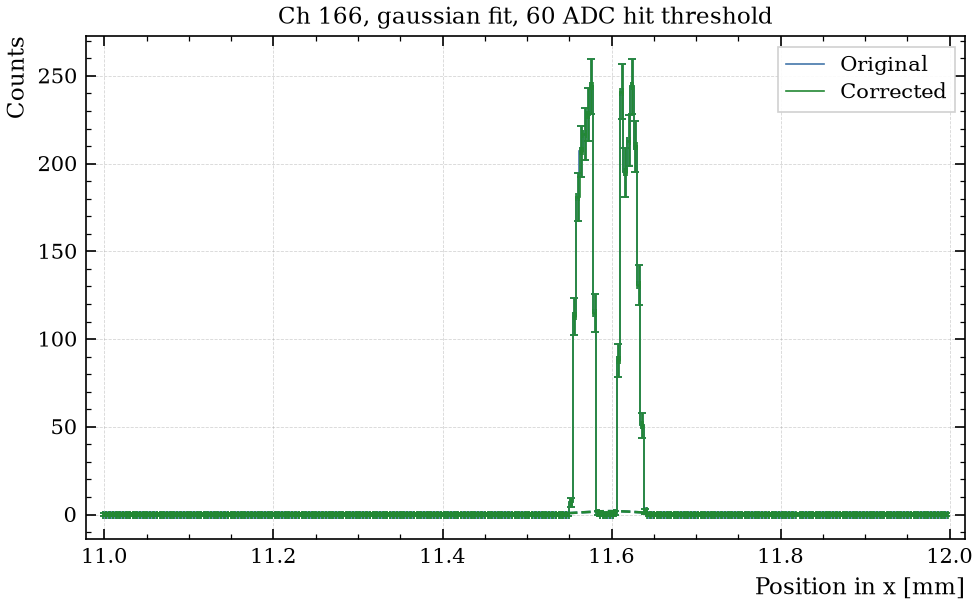 Ch 166, gaussian fit, 60 ADC hit threshold
Counts
Original
Corrected
250
200
150
100
50
0
11.0 11.2 11.4 11.6 11.8 12.0
Position in x [mm]